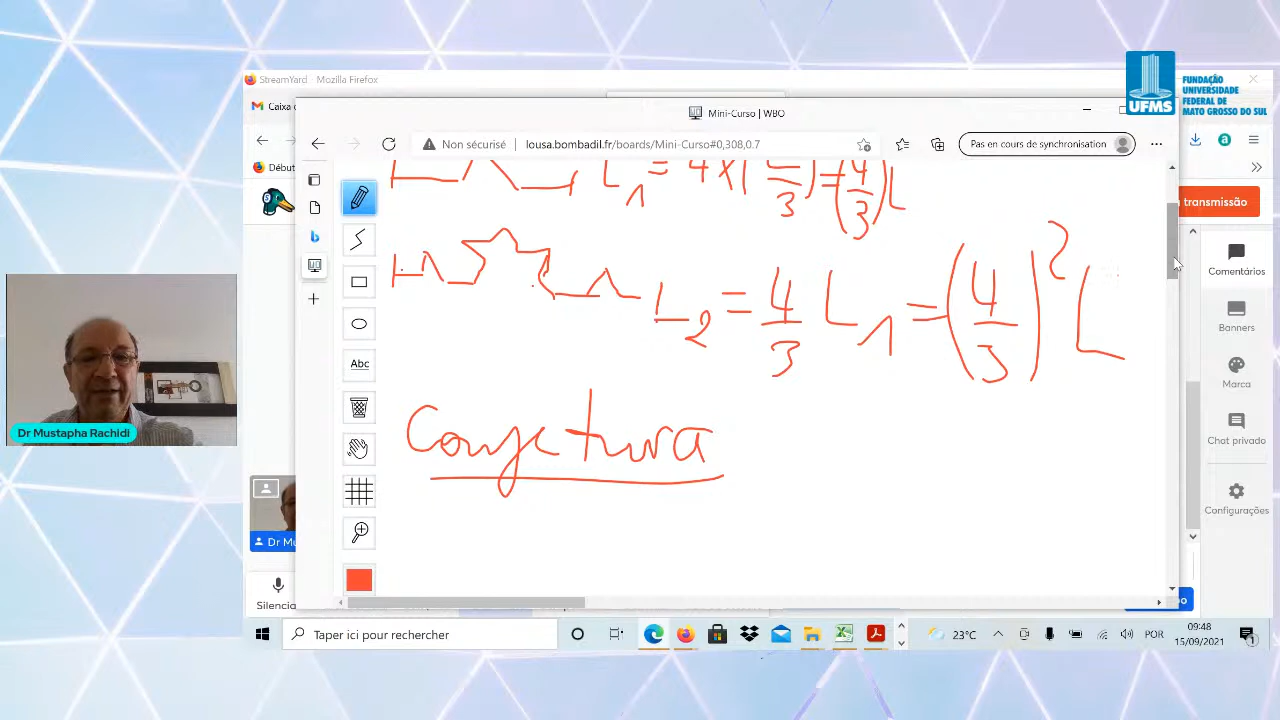 FUNDAÇÃO
UNIVERSIDADE
FEDERAL DE
MATO GROSSO DO SUL
UFMS
StreamYard — Mozilla Firefox
Caixa d
Mini-Curso | WBO
Non sécurisé | lousa.bombadil.fr/boards/Mini-Curso#0,308,0.7
Pas en cours de synchronisation
Début
a transmissão
L1 = 4 × (L/3) = (4/3) L
L2 = 4/3 L1 = (4/3)² L
Conjectura
Abc
Comentários
Banners
Marca
Chat privado
Configurações
Dr Mustapha Rachidi
Dr Mu
Silencia
Taper ici pour rechercher
23°C
POR
09:48
15/09/2021
1